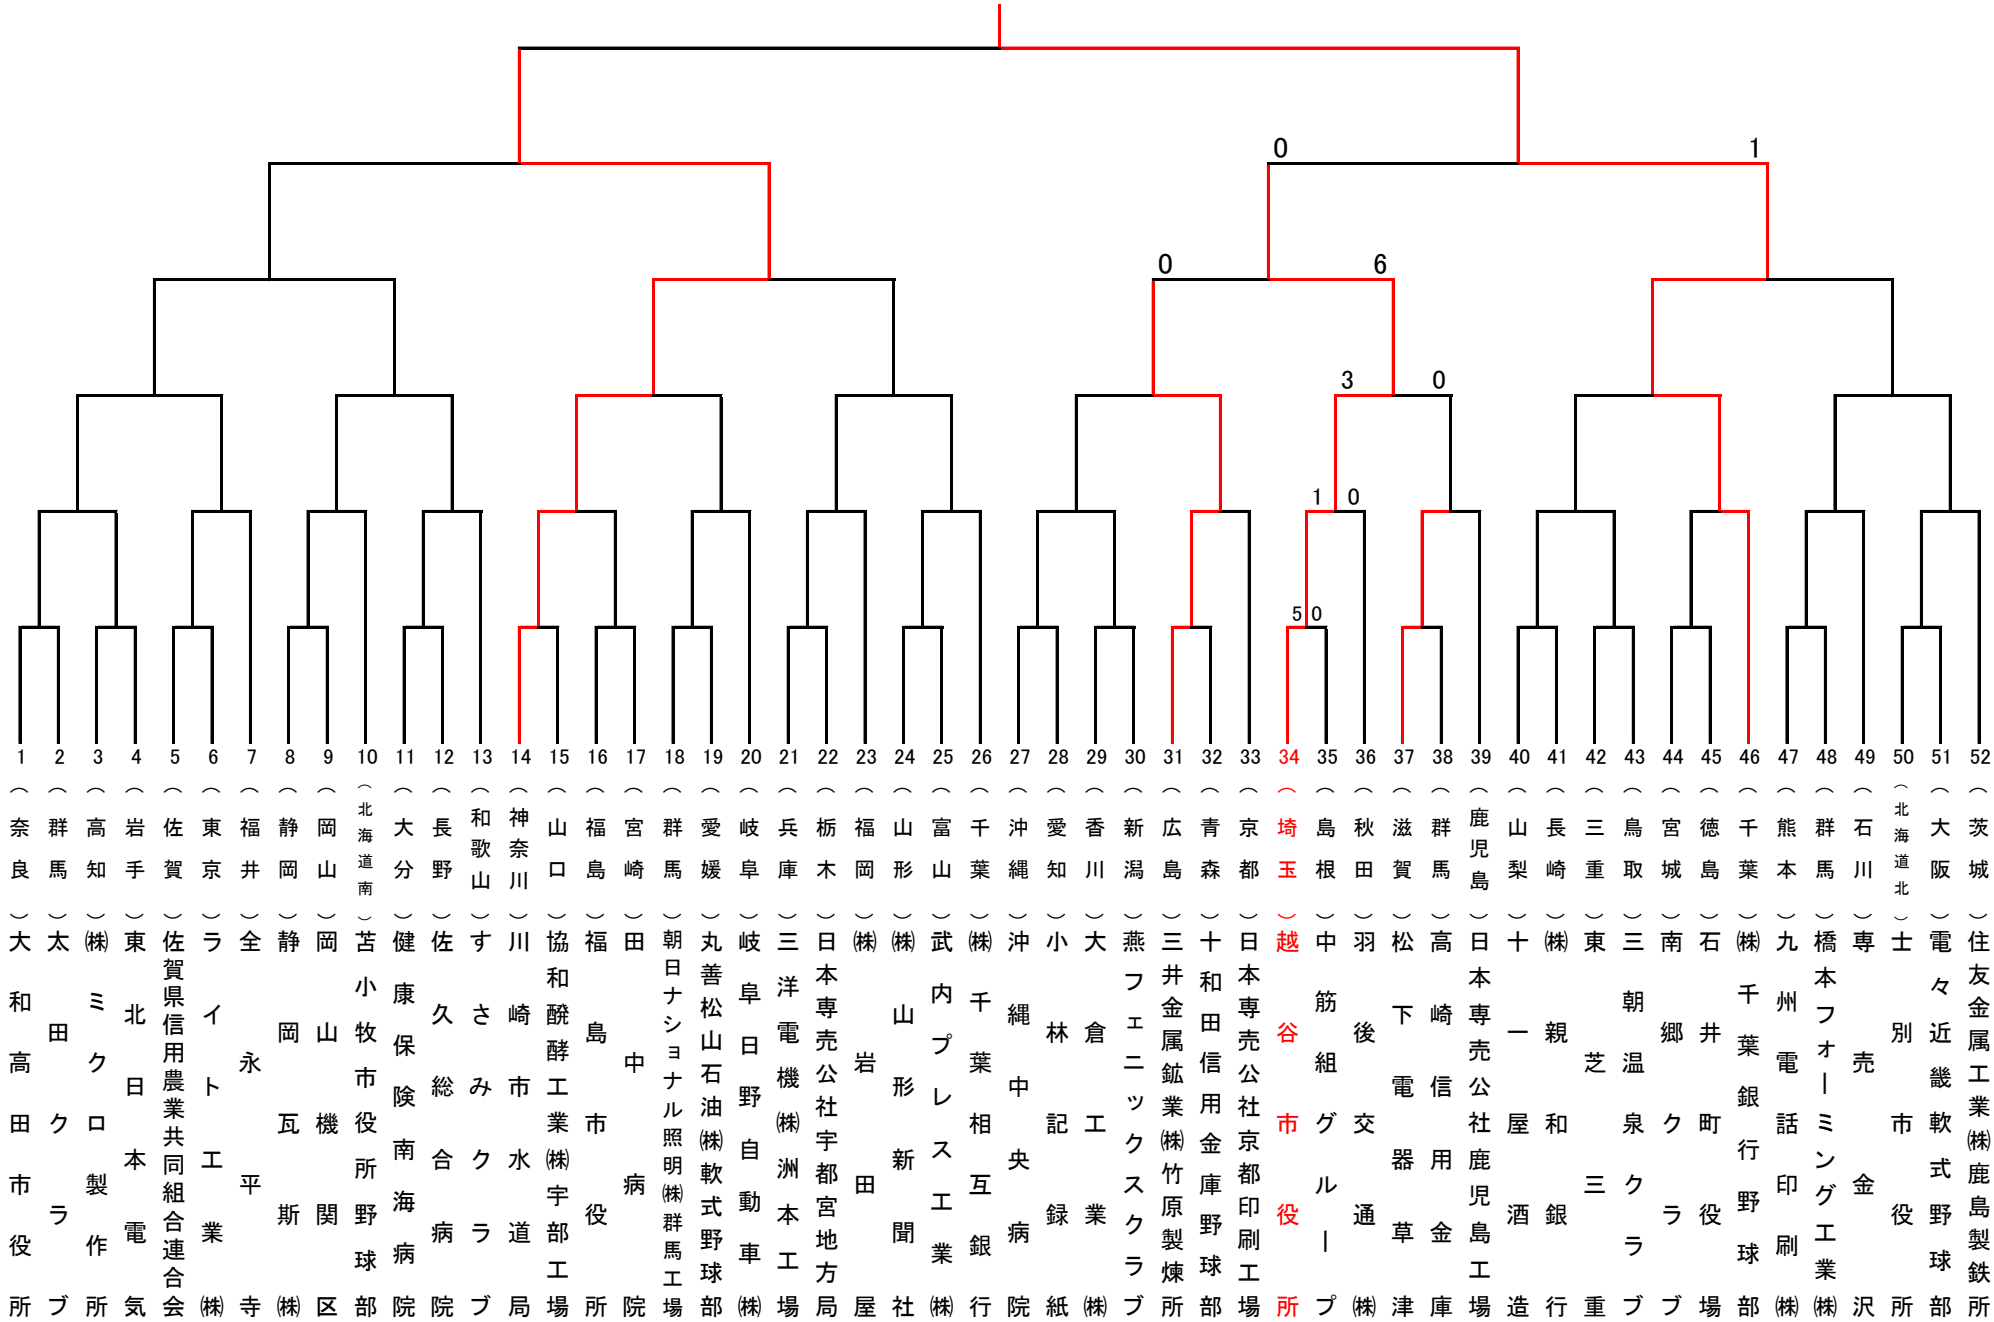 0 1
0 6
3 0
1 0
5 0
1 (奈良) 大和高田市役所
2 (群馬) 太田クラブ
3 (高知) ㈱ミクロ製作所
4 (岩手) 東北日本電気
5 (佐賀) 佐賀県信用農業共同組合連合会
6 (東京) ライト工業㈱
7 (福井) 全永平寺
8 (静岡) 静岡瓦斯㈱
9 (岡山) 岡山機関区
10 (北海道南) 苫小牧市役所野球部
11 (大分) 健康保険南海病院
12 (長野) 佐久総合病院
13 (和歌山) すさみクラブ
14 (神奈川) 川崎市水道局
15 (山口) 協和醗酵工業㈱宇部工場
16 (福島) 福島市役所
17 (宮崎) 田中病院
18 (群馬) 朝日ナショナル照明㈱群馬工場
19 (愛媛) 丸善松山石油㈱軟式野球部
20 (岐阜) 岐阜日野自動車㈱
21 (兵庫) 三洋電機㈱洲本工場
22 (栃木) 日本専売公社宇都宮地方局
23 (福岡) ㈱岩田屋
24 (山形) ㈱山形新聞社
25 (富山) 武内プレス工業㈱
26 (千葉) ㈱千葉相互銀行
27 (沖縄) 沖縄中央病院
28 (愛知) 小林記録紙
29 (香川) 大倉工業㈱
30 (新潟) 燕フェニックスクラブ
31 (広島) 三井金属鉱業㈱竹原製煉所
32 (青森) 十和田信用金庫野球部
33 (京都) 日本専売公社京都印刷工場
34 (埼玉) 越谷市役所
35 (島根) 中筋組グループ
36 (秋田) 羽後交通㈱
37 (滋賀) 松下電器草津
38 (群馬) 高崎信用金庫
39 (鹿児島) 日本専売公社鹿児島工場
40 (山梨) 十一屋酒造
41 (長崎) ㈱親和銀行
42 (三重) 東芝三重
43 (鳥取) 三朝温泉クラブ
44 (宮城) 南郷クラブ
45 (徳島) 石井町役場
46 (千葉) ㈱千葉銀行野球部
47 (熊本) 九州電話印刷㈱
48 (群馬) 橋本フォーミング工業㈱
49 (石川) 専売金沢
50 (北海道北) 士別市役所
51 (大阪) 電々近畿軟式野球部
52 (茨城) 住友金属工業㈱鹿島製鉄所